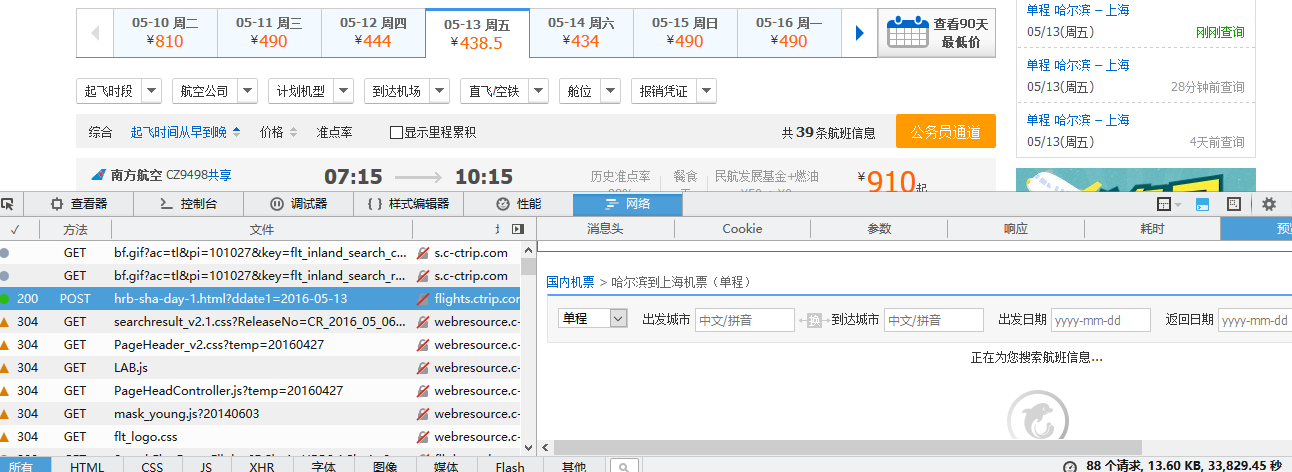 05-10 周二 05-11 周三 05-12 周四 05-13 周五 05-14 周六 05-15 周日 05-16 周一 查看90天
¥810 ¥490 ¥444 ¥438.5 ¥434 ¥490 ¥490 最低价
起飞时段 航空公司 计划机型 到达机场 直飞/空铁 舱位 报销凭证
综合 起飞时间从早到晚 价格 准点率 显示里程累积 共 39 条航班信息 公务员通道
南方航空 CZ9498共享 07:15 10:15 历史准点率 餐食 民航发展基金+燃油 ¥910起
单程 哈尔滨 – 上海
05/13(周五) 刚刚查询
单程 哈尔滨 – 上海
05/13(周五) 28分钟前查询
单程 哈尔滨 – 上海
05/13(周五) 4天前查询
查看器 控制台 调试器 样式编辑器 性能 网络
✓ 方法 文件 消息头 Cookie 参数 响应 耗时
GET bf.gif?ac=tl&pi=101027&key=flt_inland_search_c... s.c-ctrip.com
GET bf.gif?ac=tl&pi=101027&key=flt_inland_search_r... s.c-ctrip.com
200 POST hrb-sha-day-1.html?ddate1=2016-05-13 flights.ctrip.com
304 GET searchresult_v2.1.css?ReleaseNo=CR_2016_05_06... webresource.c-
304 GET PageHeader_v2.css?temp=20160427 webresource.c-
304 GET LAB.js webresource.c-
304 GET PageHeadController.js?temp=20160427 webresource.c-
304 GET mask_young.js?20140603 webresource.c-
304 GET flt_logo.css webresource.c-
国内机票 > 哈尔滨到上海机票（单程）
单程 出发城市 中文/拼音 换 到达城市 中文/拼音 出发日期 yyyy-mm-dd 返回日期 yyyy-mm-dd
正在为您搜索航班信息...
所有 HTML CSS JS XHR 字体 图像 媒体 Flash 其他 88 个请求, 13.60 KB, 33,829.45 秒